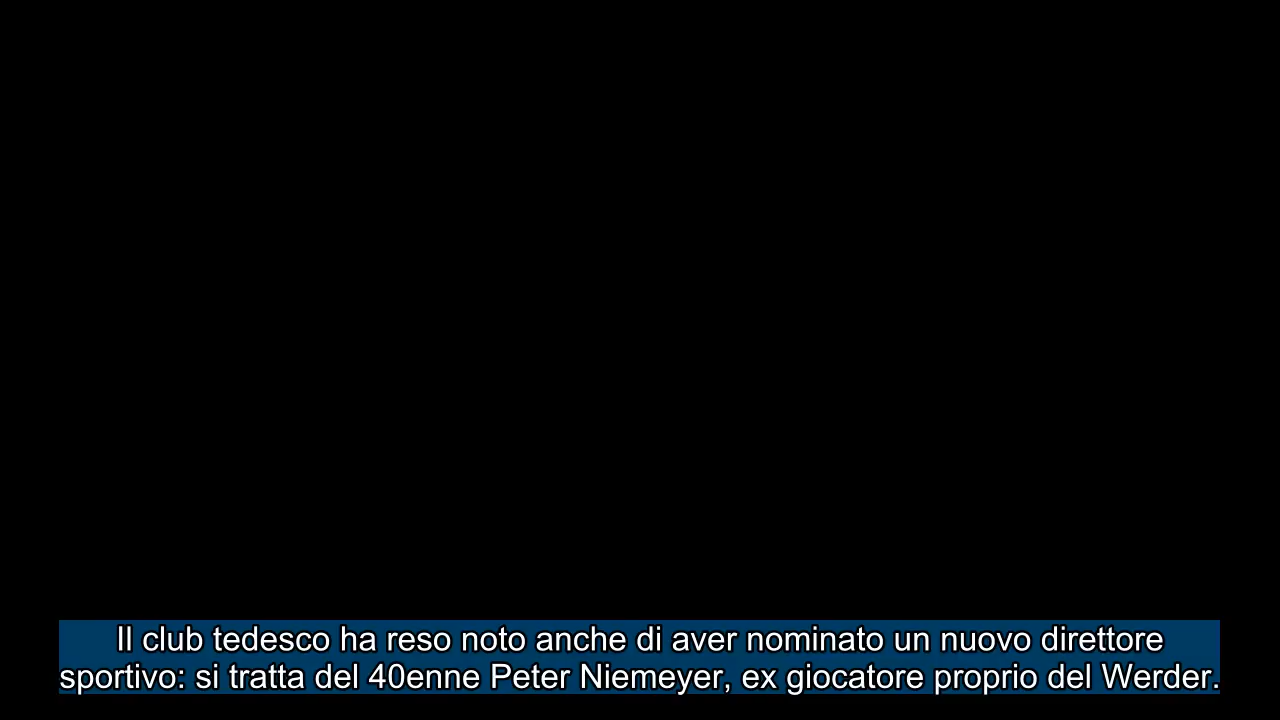 Il club tedesco ha reso noto anche di aver nominato un nuovo direttore
sportivo: si tratta del 40enne Peter Niemeyer, ex giocatore proprio del Werder.